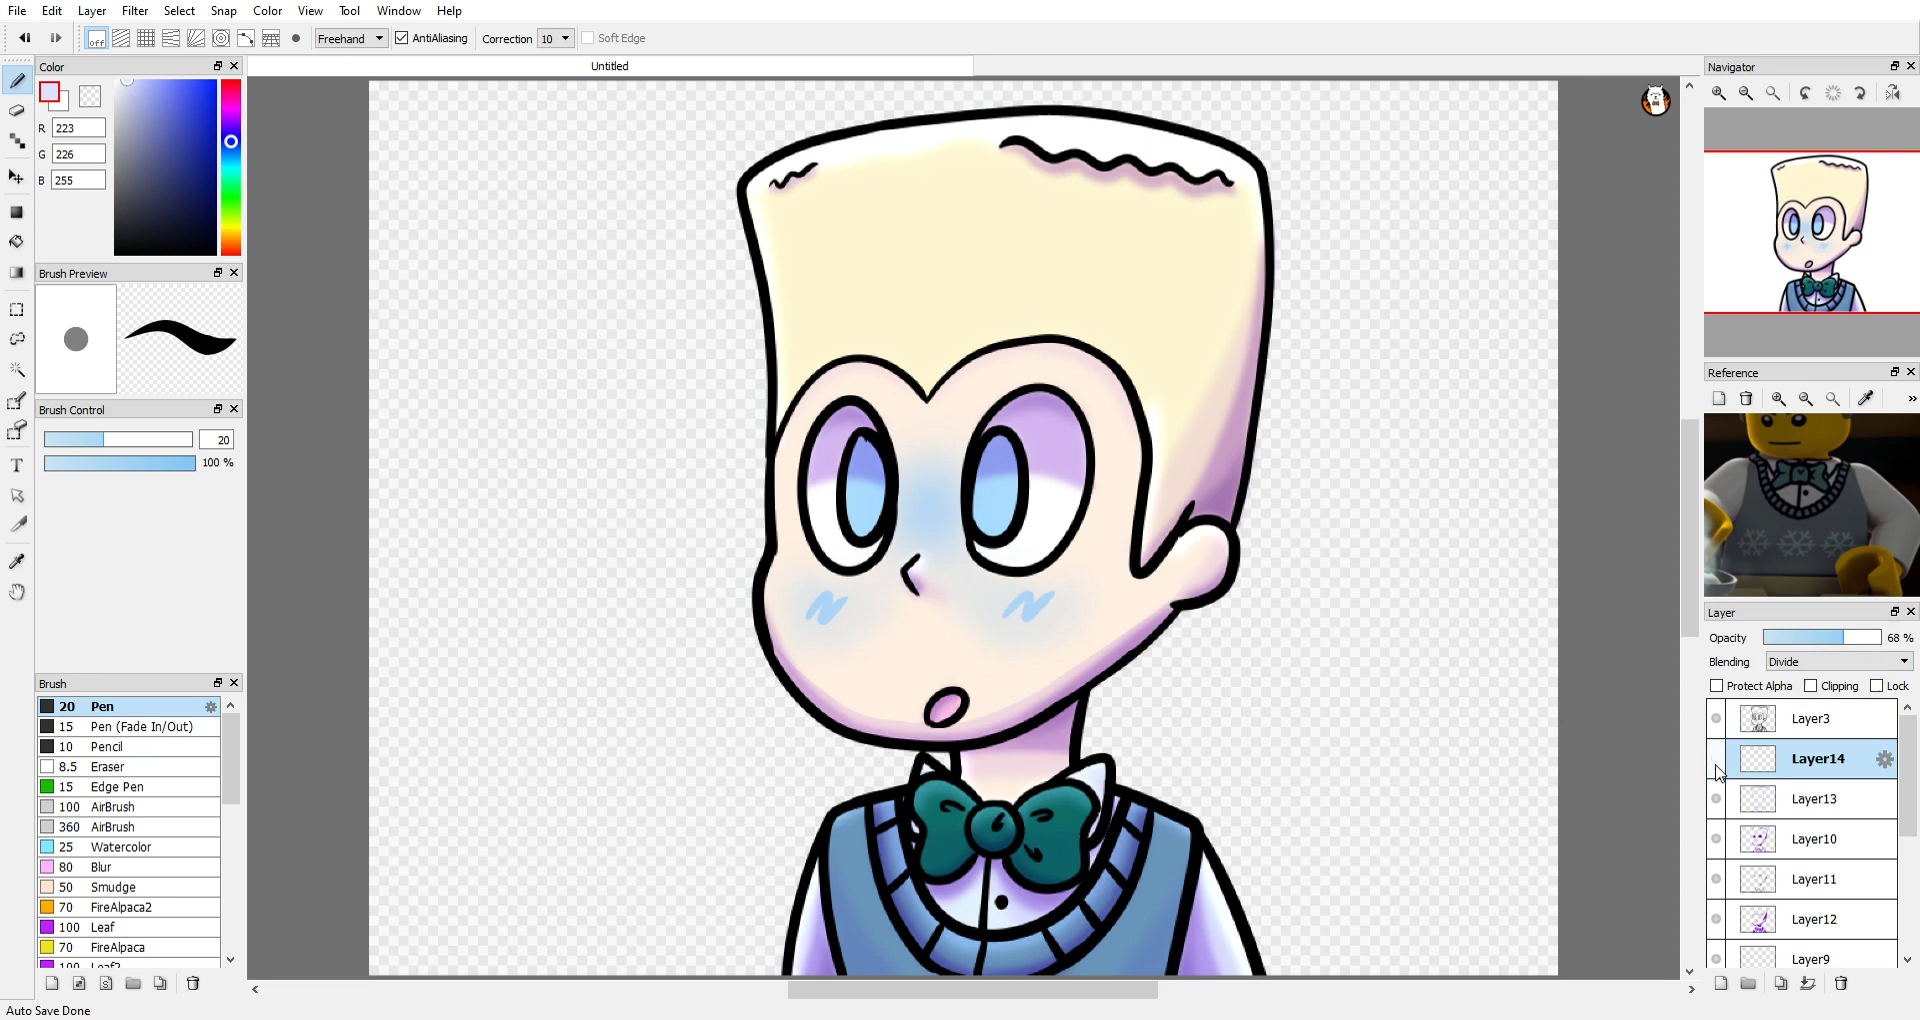 File Edit Layer Filter Select Snap Color View Tool Window Help
off Freehand AntiAliasing Correction 10 Soft Edge
Color
Untitled
Navigator
R 223
G 226
B 255
Brush Preview
Reference
»
Brush Control
20
100 %
Layer
Opacity 68 %
Blending Divide
Protect Alpha Clipping Lock
Brush
20 Pen
15 Pen (Fade In/Out)
10 Pencil
8.5 Eraser
15 Edge Pen
100 AirBrush
360 AirBrush
25 Watercolor
80 Blur
50 Smudge
70 FireAlpaca2
100 Leaf
70 FireAlpaca
100 Leaf2
Layer3
Layer14
Layer13
Layer10
Layer11
Layer12
Layer9
Auto Save Done